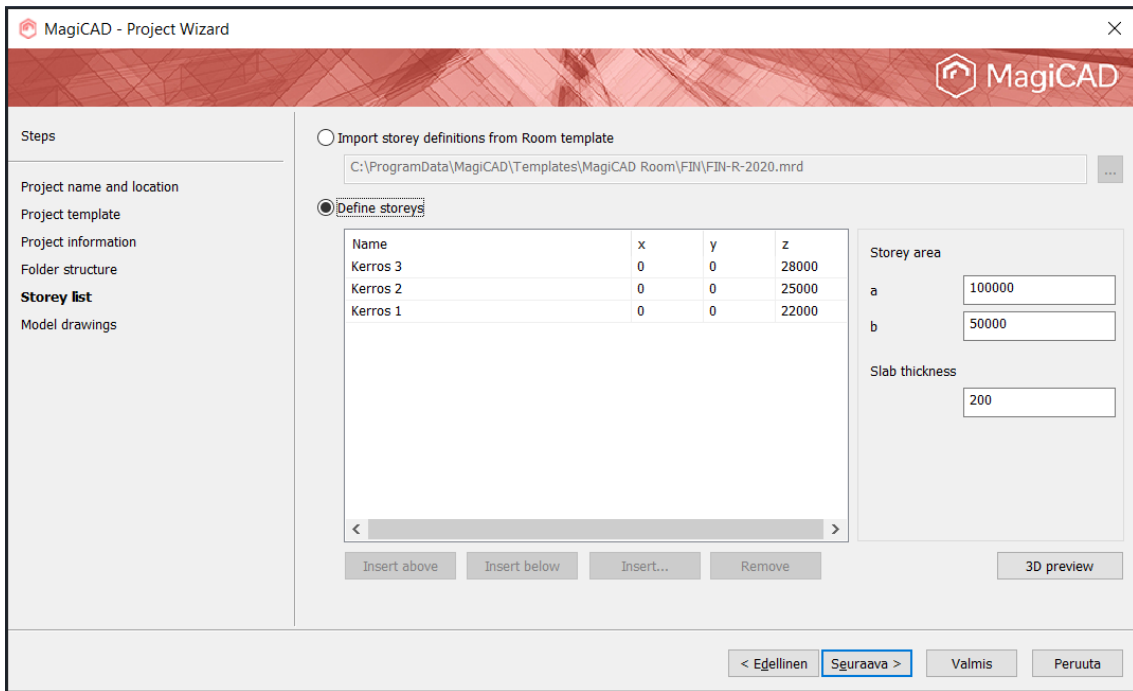 MagiCAD - Project Wizard
MagiCAD
Steps
Project name and location
Project template
Project information
Folder structure
Storey list
Model drawings
Import storey definitions from Room template
C:\ProgramData\MagiCAD\Templates\MagiCAD Room\FIN\FIN-R-2020.mrd
...
Define storeys
Name x y z
Kerros 3 0 0 28000
Kerros 2 0 0 25000
Kerros 1 0 0 22000
Storey area
a 100000
b 50000
Slab thickness
200
Insert above Insert below Insert... Remove 3D preview
< Edellinen Seuraava > Valmis Peruuta